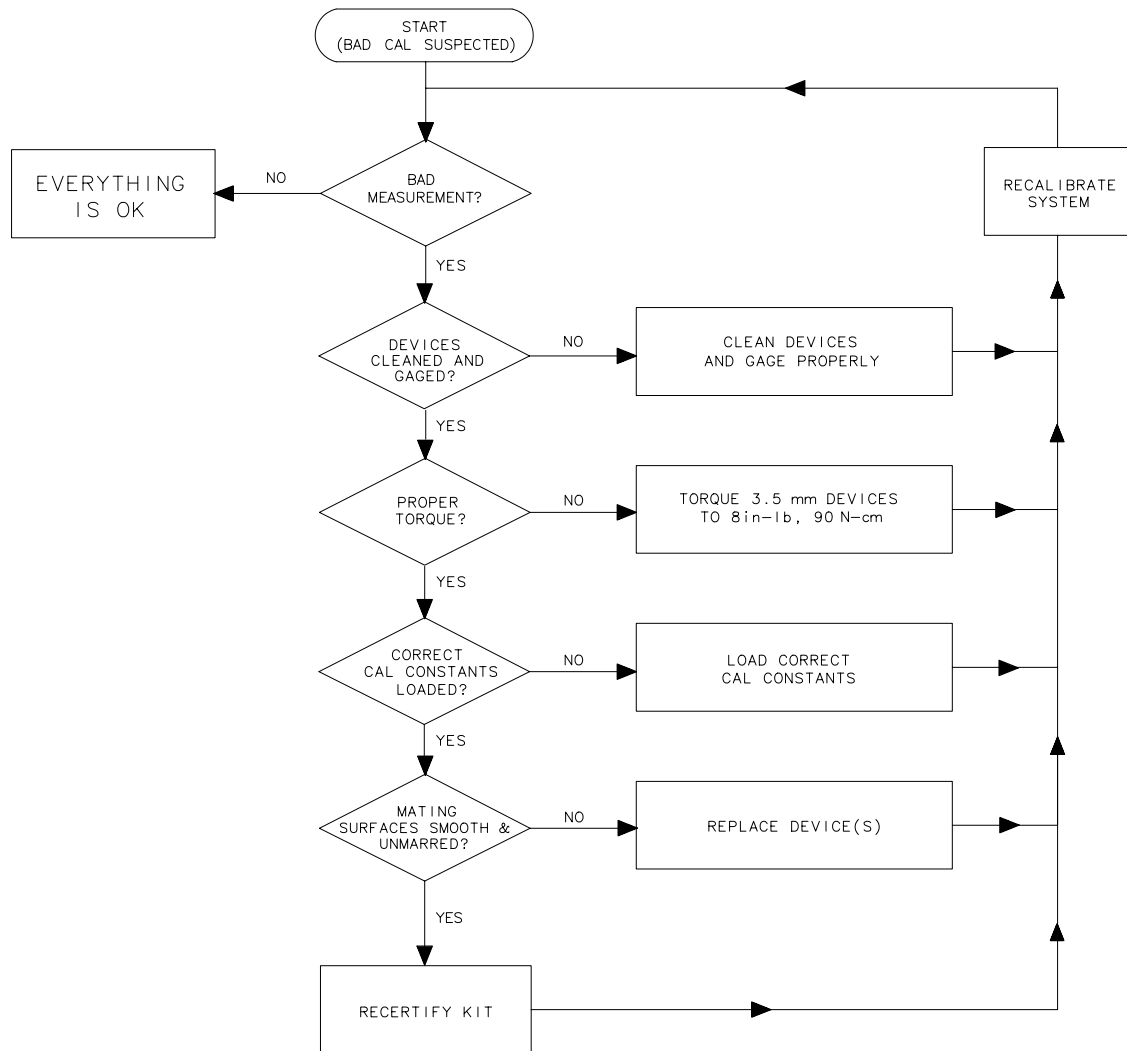 START
(BAD CAL SUSPECTED)
EVERYTHING
IS OK
NO
BAD
MEASUREMENT?
RECALIBRATE
SYSTEM
YES
DEVICES
CLEANED AND
GAGED?
NO
CLEAN DEVICES
AND GAGE PROPERLY
YES
PROPER
TORQUE?
NO
TORQUE 3.5 mm DEVICES
TO 8in-lb, 90 N-cm
YES
CORRECT
CAL CONSTANTS
LOADED?
NO
LOAD CORRECT
CAL CONSTANTS
YES
MATING
SURFACES SMOOTH &
UNMARRED?
NO
REPLACE DEVICE(S)
YES
RECERTIFY KIT